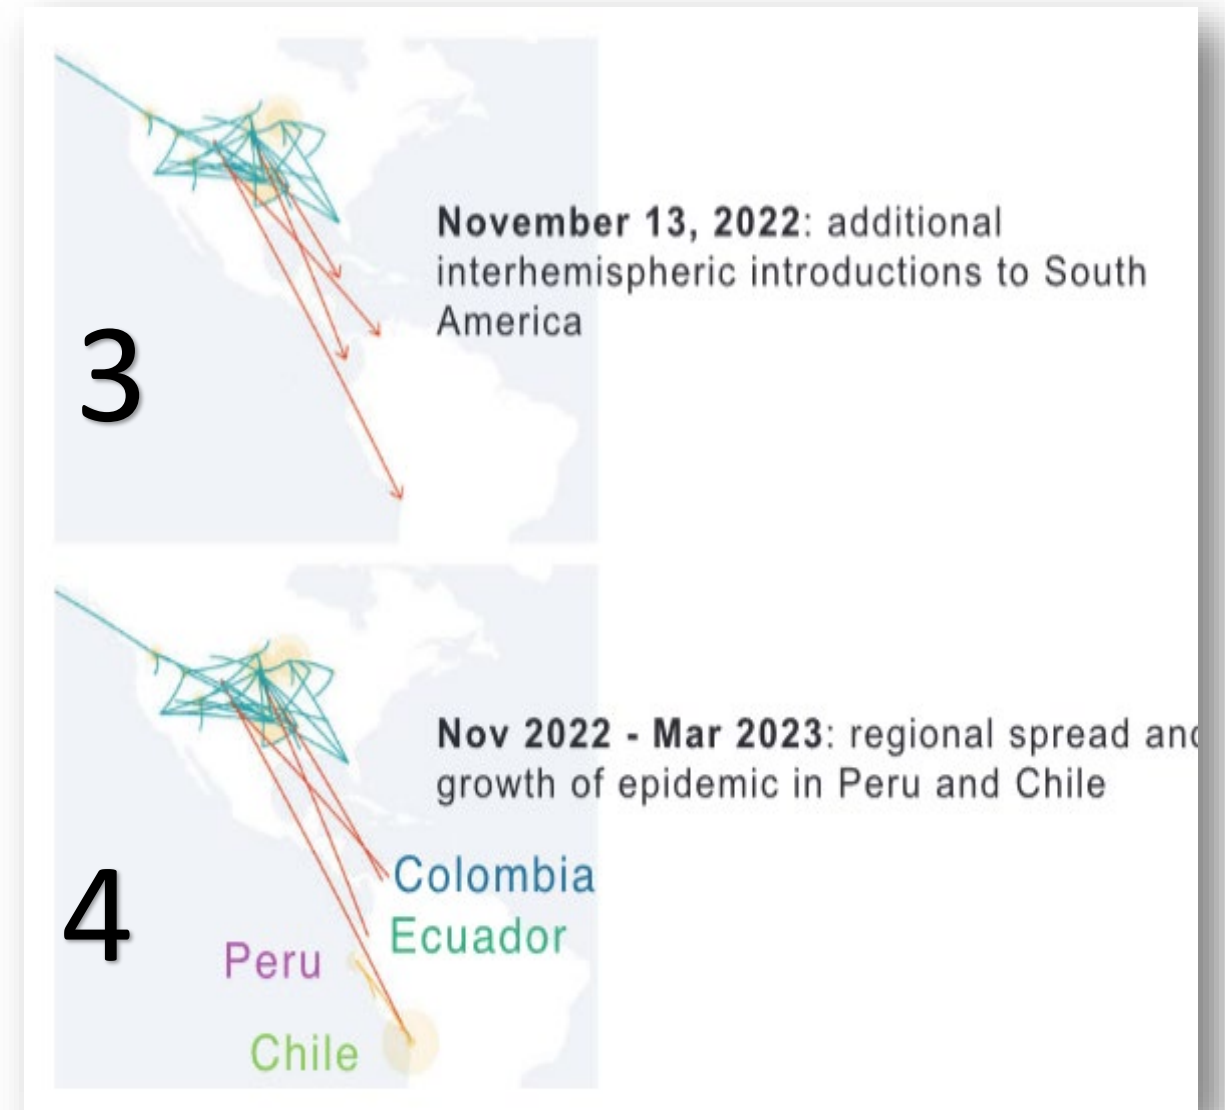 November 13, 2022: additional
interhemispheric introductions to South
America
3
Nov 2022 - Mar 2023: regional spread and
growth of epidemic in Peru and Chile
4
Colombia
Ecuador
Peru
Chile